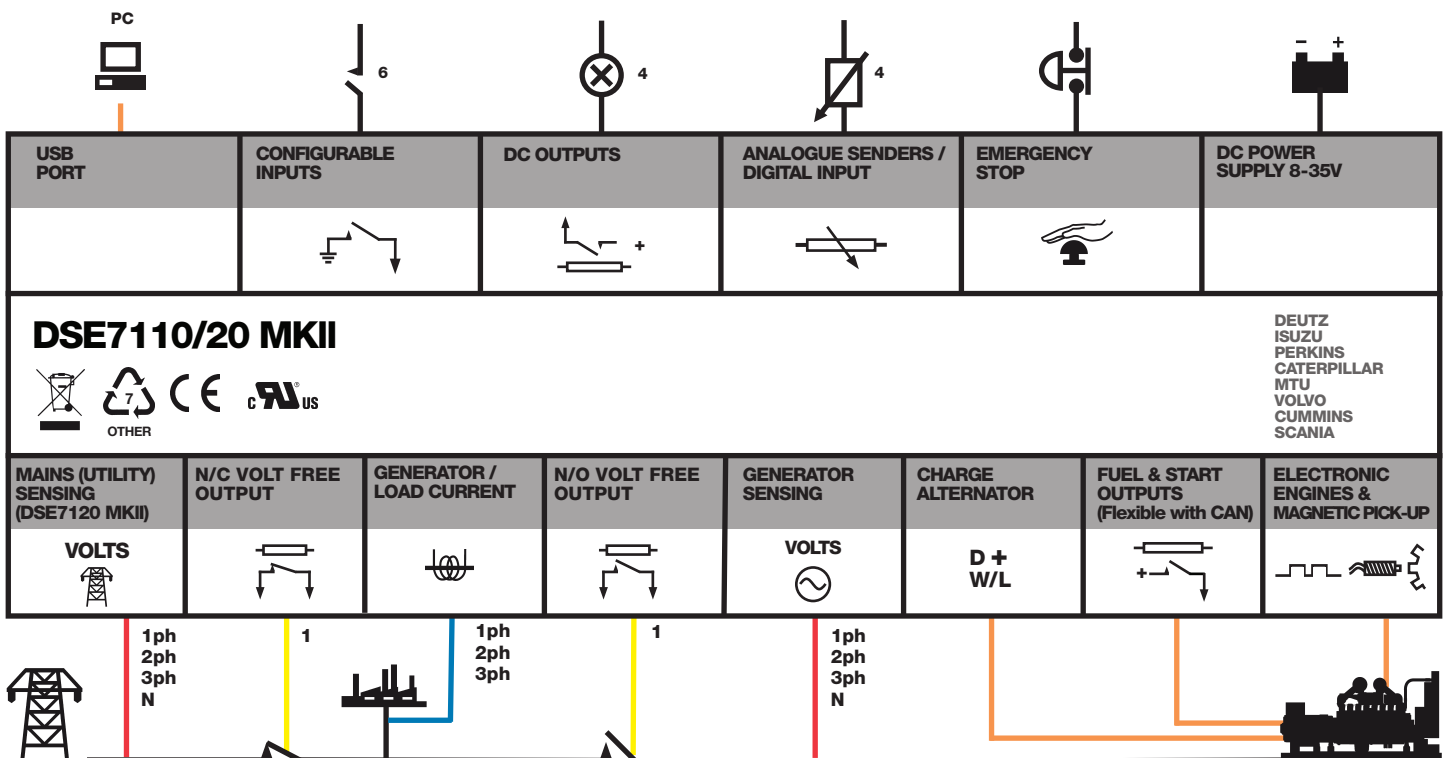 PC
6
4
4
− +
USB
PORT
CONFIGURABLE
INPUTS
DC OUTPUTS
ANALOGUE SENDERS /
DIGITAL INPUT
EMERGENCY
STOP
DC POWER
SUPPLY 8-35V
+
DSE7110/20 MKII
7
OTHER
CE
c RU ® US
DEUTZ
ISUZU
PERKINS
CATERPILLAR
MTU
VOLVO
CUMMINS
SCANIA
MAINS (UTILITY)
SENSING
(DSE7120 MKII)
VOLTS
N/C VOLT FREE
OUTPUT
GENERATOR /
LOAD CURRENT
N/O VOLT FREE
OUTPUT
GENERATOR
SENSING
VOLTS
CHARGE
ALTERNATOR
D +
W/L
FUEL & START
OUTPUTS
(Flexible with CAN)
+
ELECTRONIC
ENGINES &
MAGNETIC PICK-UP
1ph
2ph
3ph
N
1
1ph
2ph
3ph
1
1ph
2ph
3ph
N